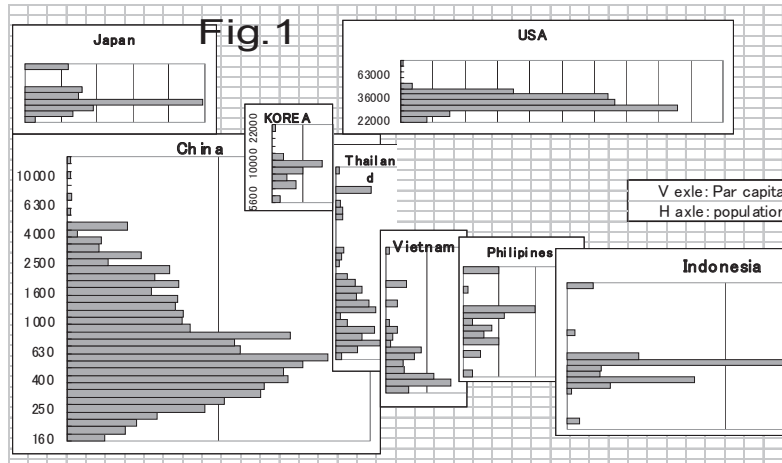 Fig.1
Japan
USA
63000
36000
22000
KOREA
22000
10000
5600
China
10000
6300
4000
2500
1600
1000
630
400
250
160
Thailan
d
Vietnam
Philipines
Indonesia
V exle: Par capita
H axle: population